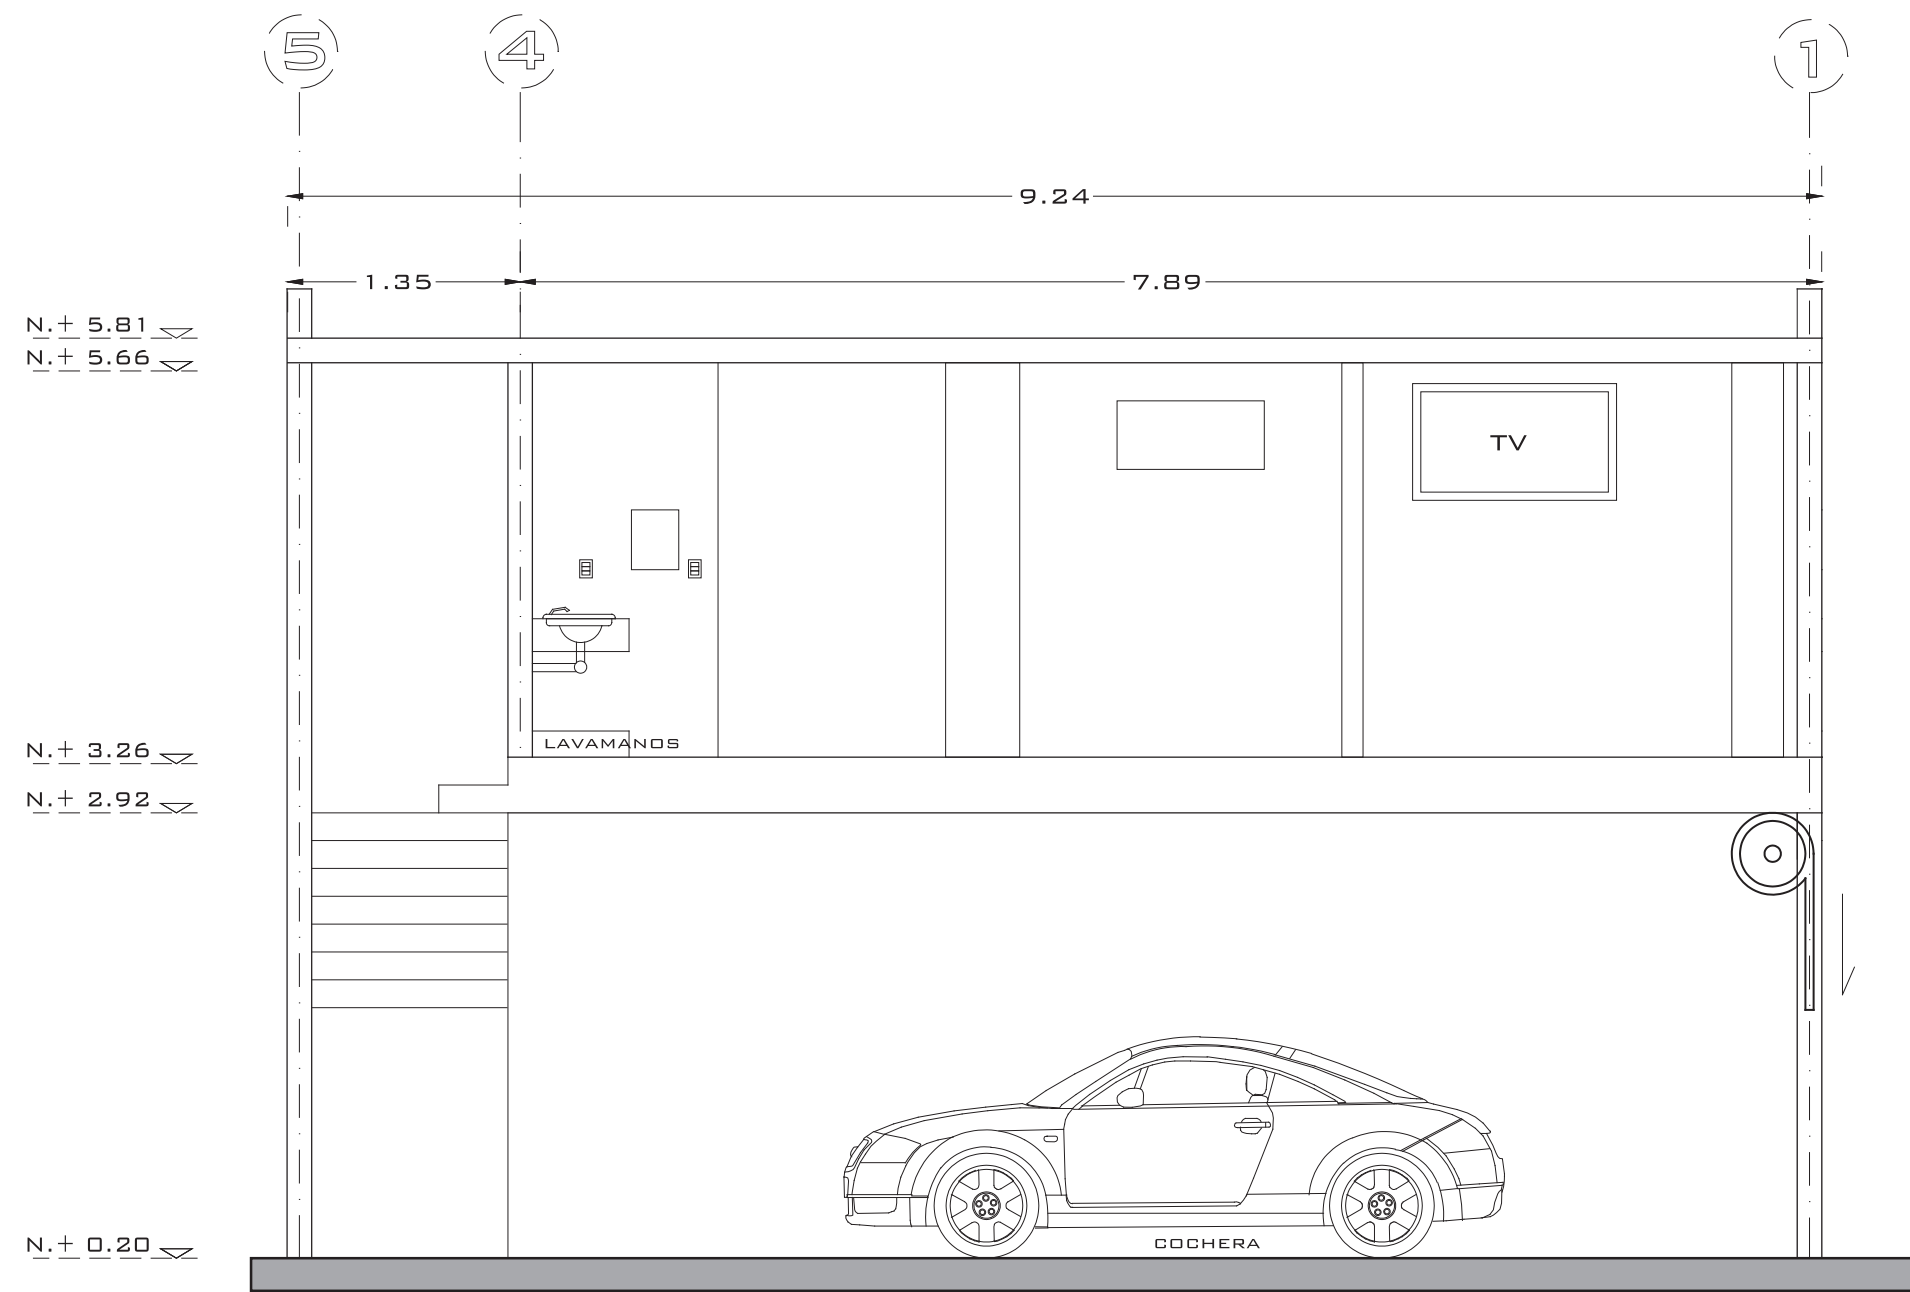 5 4 1
9.24
1.35 7.89
N.+ 5.81
N.+ 5.66
TV
N.+ 3.26
LAVAMANOS
N.+ 2.92
N.+ 0.20
COCHERA